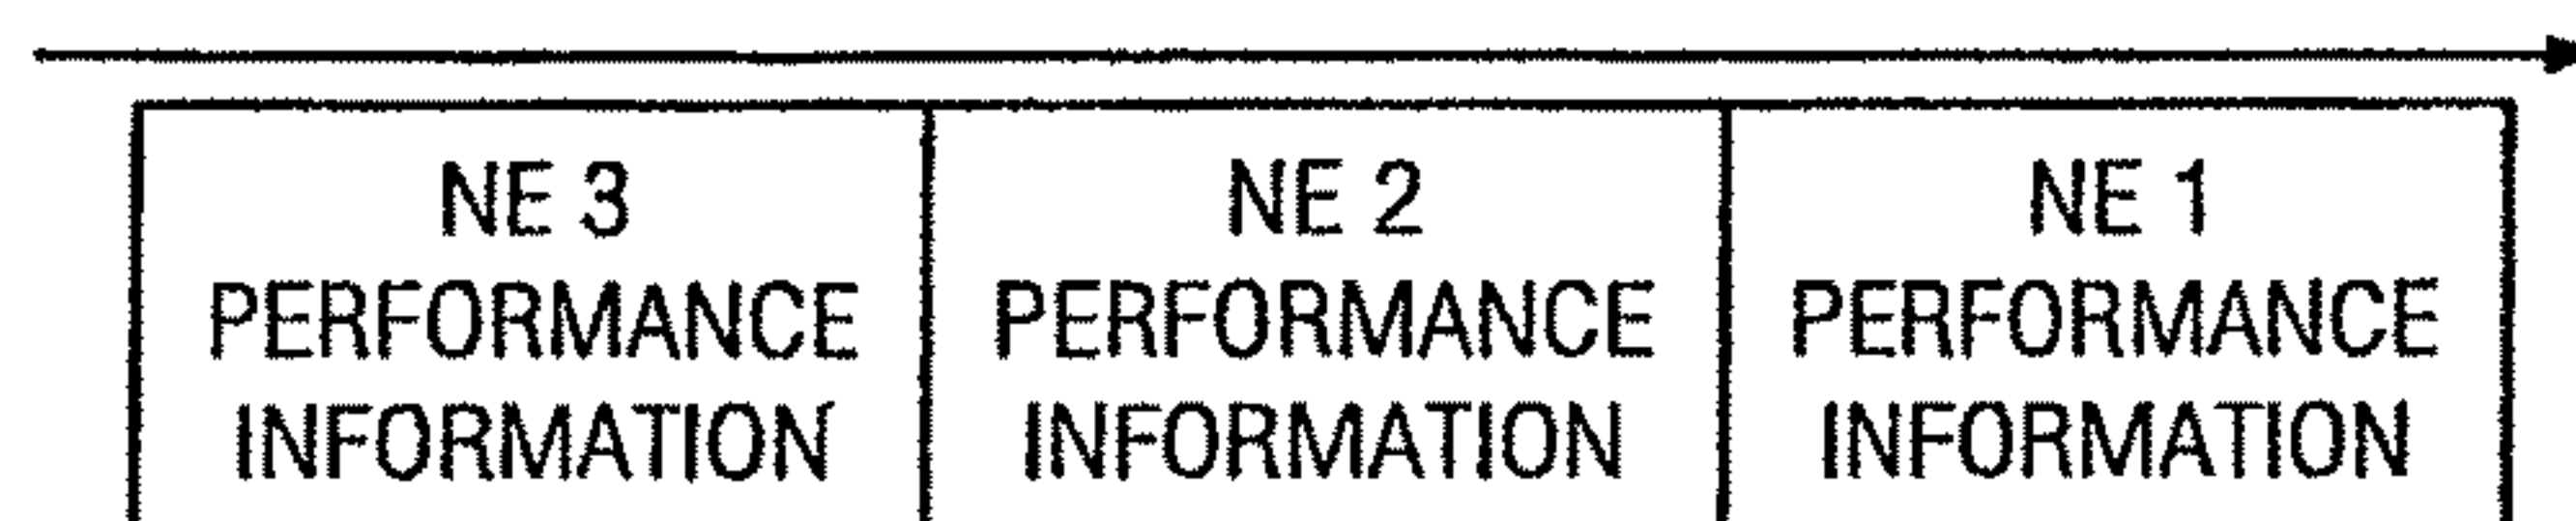 NE 3
PERFORMANCE
INFORMATION
NE 2
PERFORMANCE
INFORMATION
NE 1
PERFORMANCE
INFORMATION